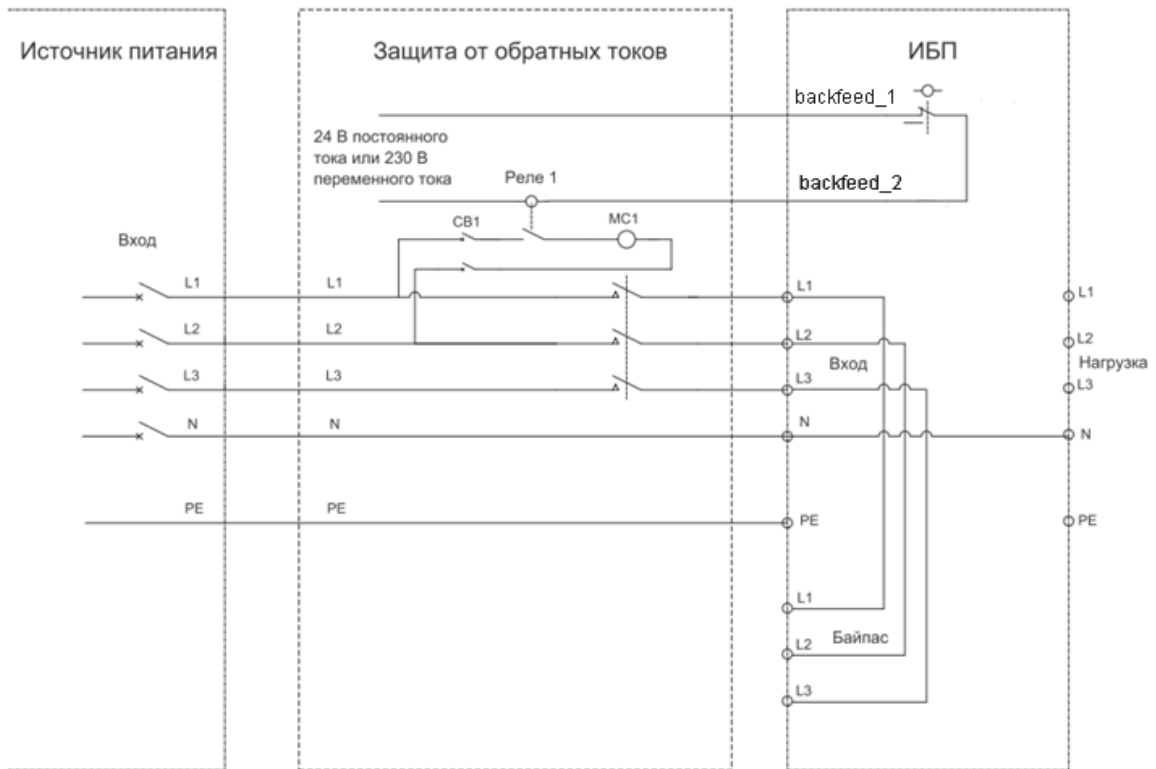 Источник питания
Защита от обратных токов
ИБП
backfeed_1
24 В постоянного
тока или 230 В
переменного тока
Реле 1
backfeed_2
СВ1
МС1
Вход
L1
L1
L1
L1
L2
L2
L2
L2
Вход
Нагрузка
L3
L3
L3
L3
N
N
N
N
PE
PE
PE
PE
L1
L2
Байпас
L3